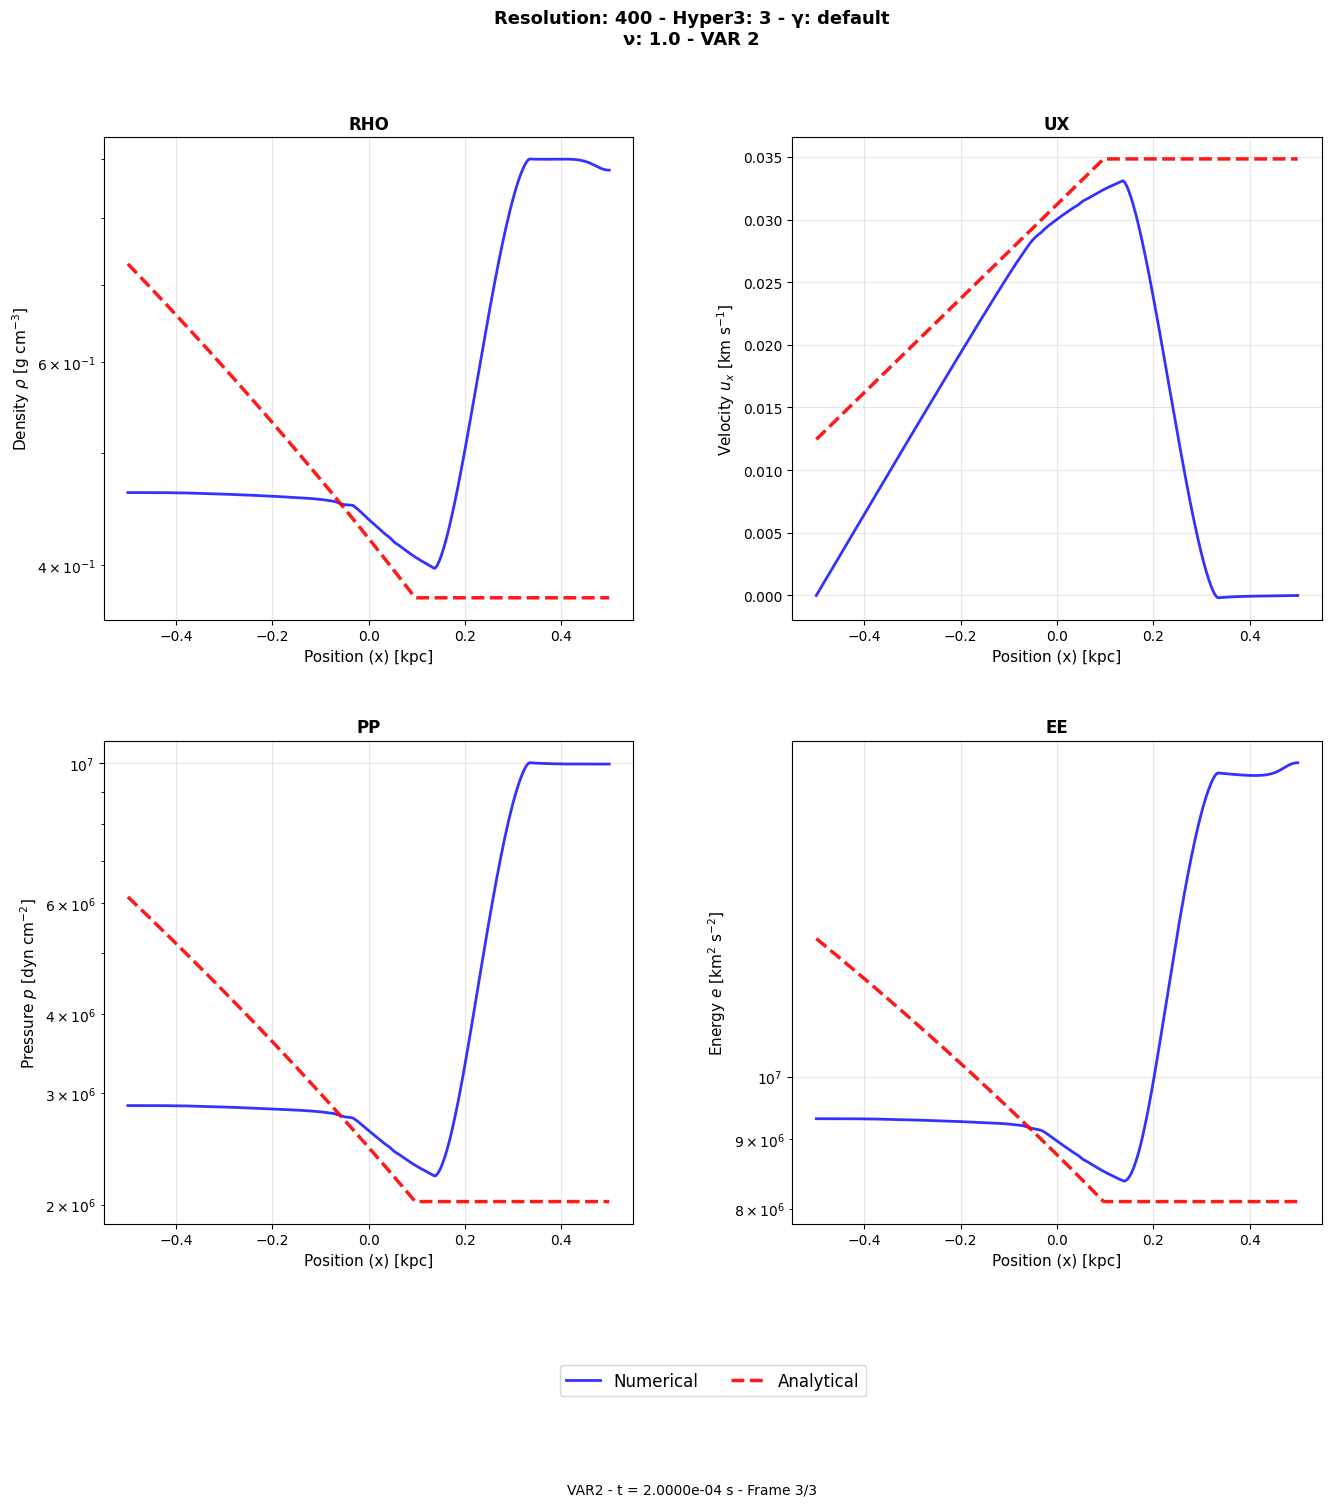 Resolution: 400 - Hyper3: 3 - γ: default
ν: 1.0 - VAR 2
RHO
Density ρ [g cm⁻³]
6 × 10⁻¹
4 × 10⁻¹
−0.4 −0.2 0.0 0.2 0.4
Position (x) [kpc]
UX
Velocity uₓ [km s⁻¹]
0.035
0.030
0.025
0.020
0.015
0.010
0.005
0.000
−0.4 −0.2 0.0 0.2 0.4
Position (x) [kpc]
PP
Pressure p [dyn cm⁻²]
10⁷
6 × 10⁶
4 × 10⁶
3 × 10⁶
2 × 10⁶
−0.4 −0.2 0.0 0.2 0.4
Position (x) [kpc]
EE
Energy e [km² s⁻²]
10⁷
9 × 10⁶
8 × 10⁶
−0.4 −0.2 0.0 0.2 0.4
Position (x) [kpc]
Numerical Analytical
VAR2 - t = 2.0000e-04 s - Frame 3/3